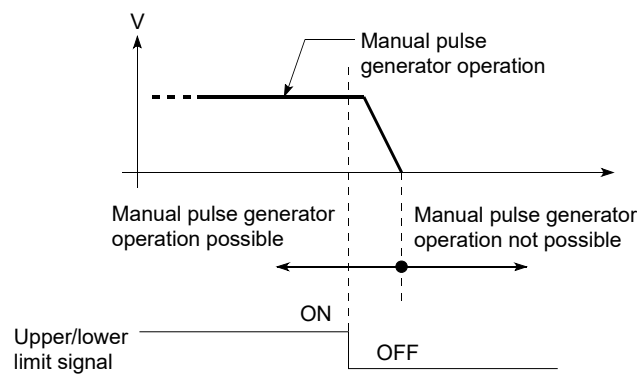 V
Manual pulse
generator operation
Manual pulse generator
operation possible
Manual pulse generator
operation not possible
ON
Upper/lower
limit signal
OFF